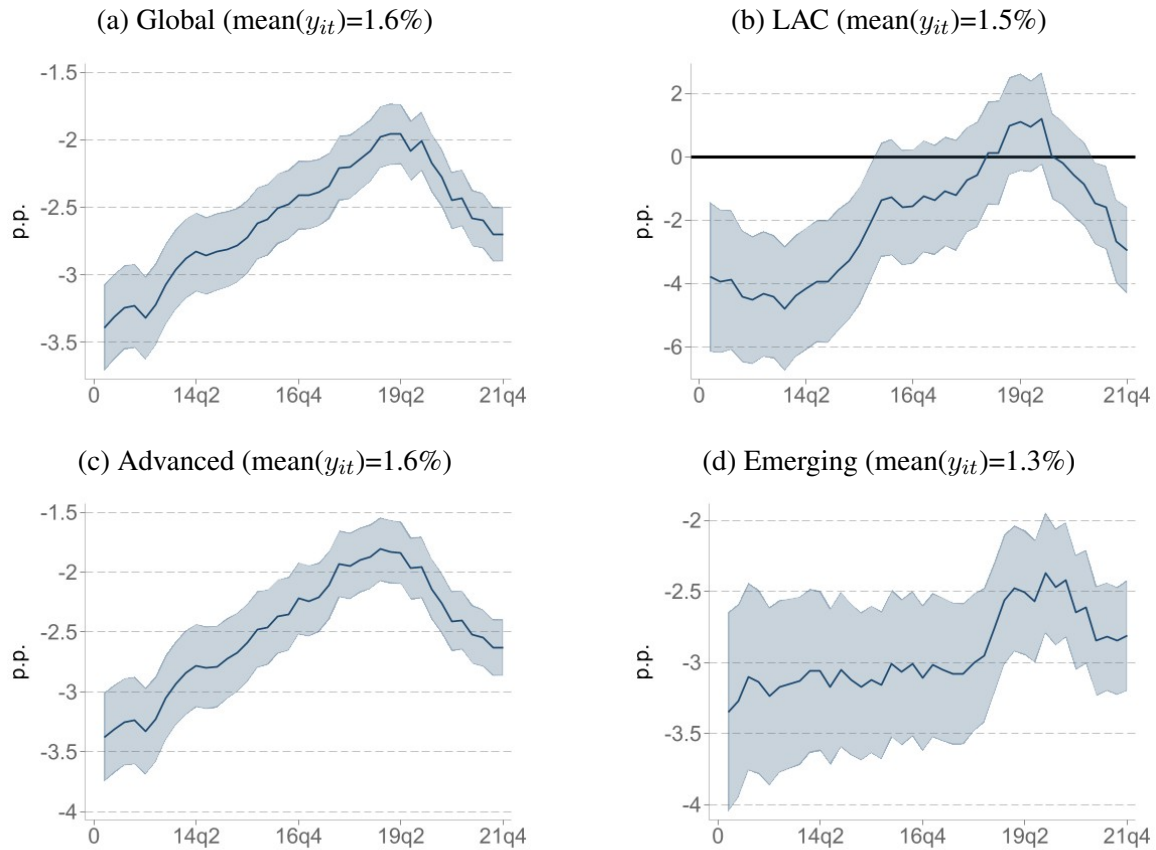 (a) Global (mean(y_it)=1.6%)
p.p.
-1.5
-2
-2.5
-3
-3.5
0 14q2 16q4 19q2 21q4
(b) LAC (mean(y_it)=1.5%)
p.p.
2
0
-2
-4
-6
0 14q2 16q4 19q2 21q4
(c) Advanced (mean(y_it)=1.6%)
p.p.
-1.5
-2
-2.5
-3
-3.5
-4
0 14q2 16q4 19q2 21q4
(d) Emerging (mean(y_it)=1.3%)
p.p.
-2
-2.5
-3
-3.5
-4
0 14q2 16q4 19q2 21q4